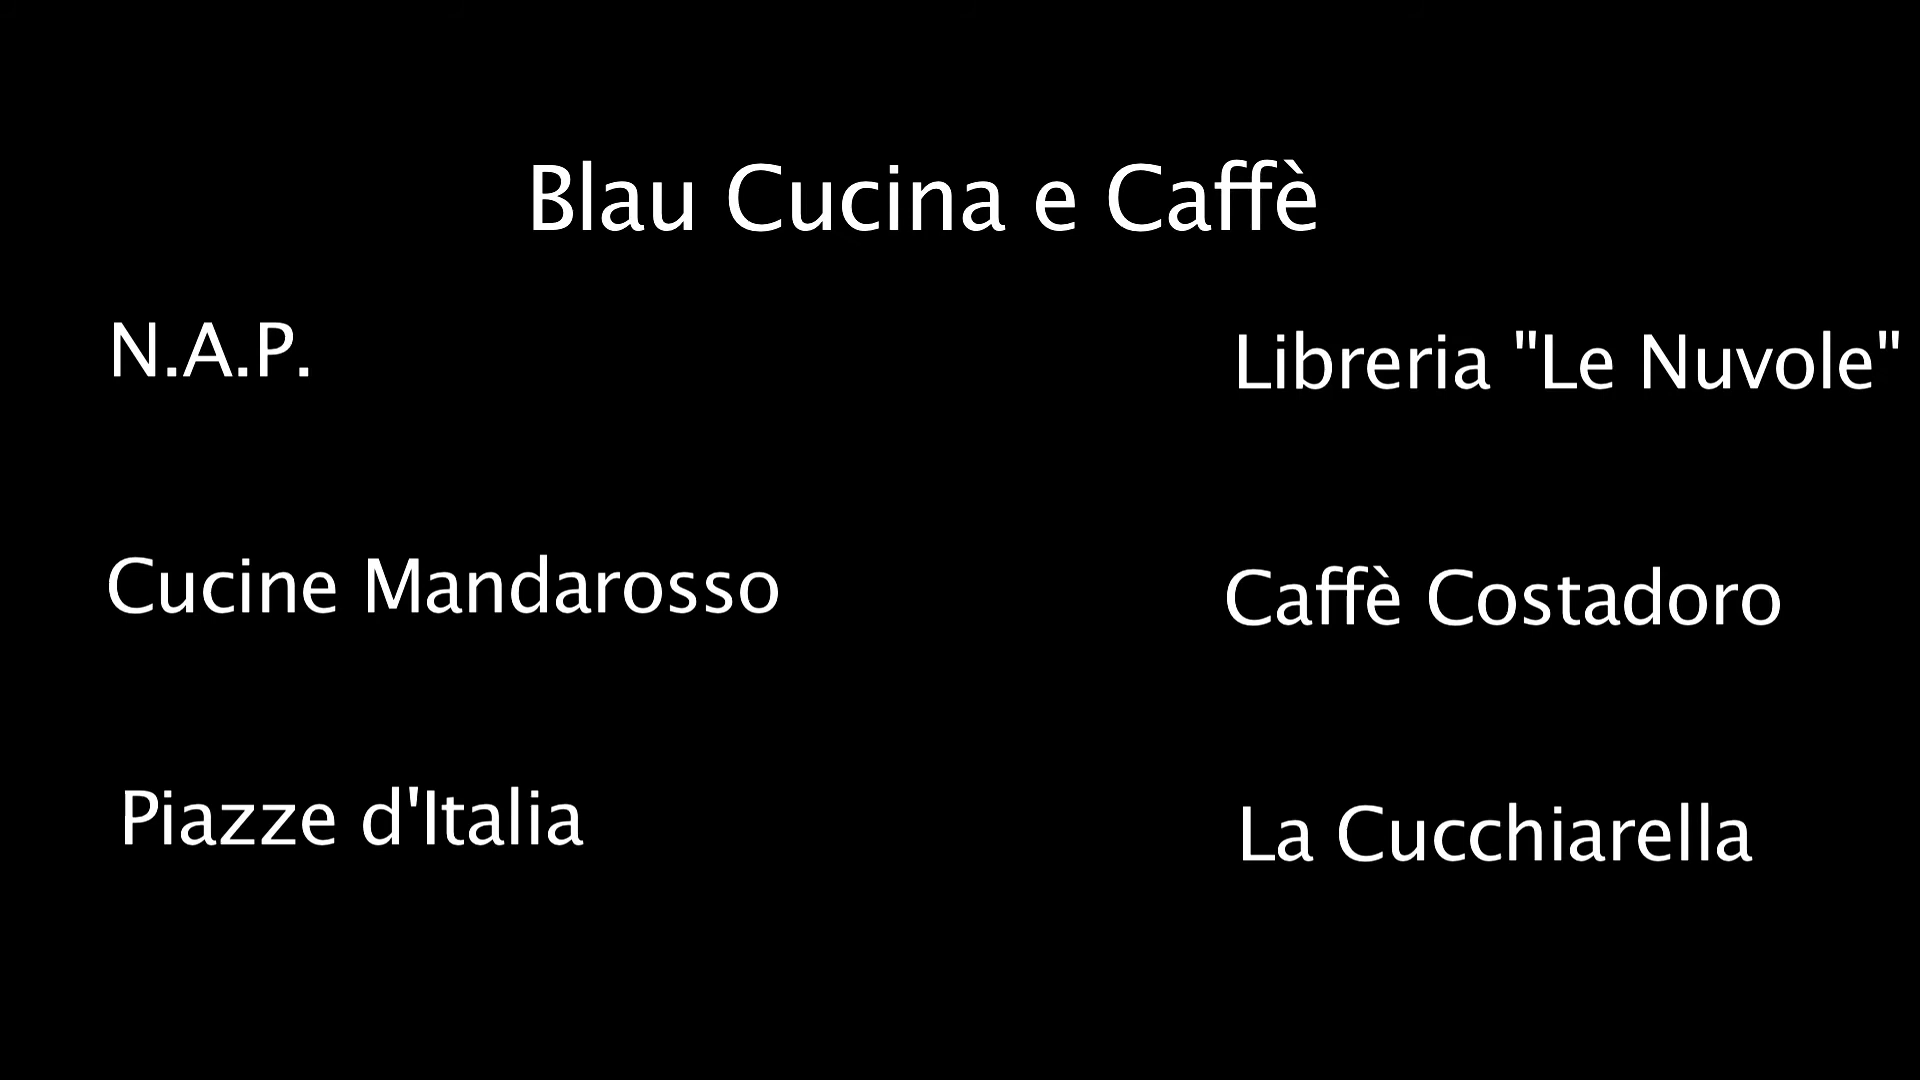 Blau Cucina e Caffè
N.A.P.
Libreria "Le Nuvole"
Cucine Mandarosso
Caffè Costadoro
Piazze d'Italia
La Cucchiarella